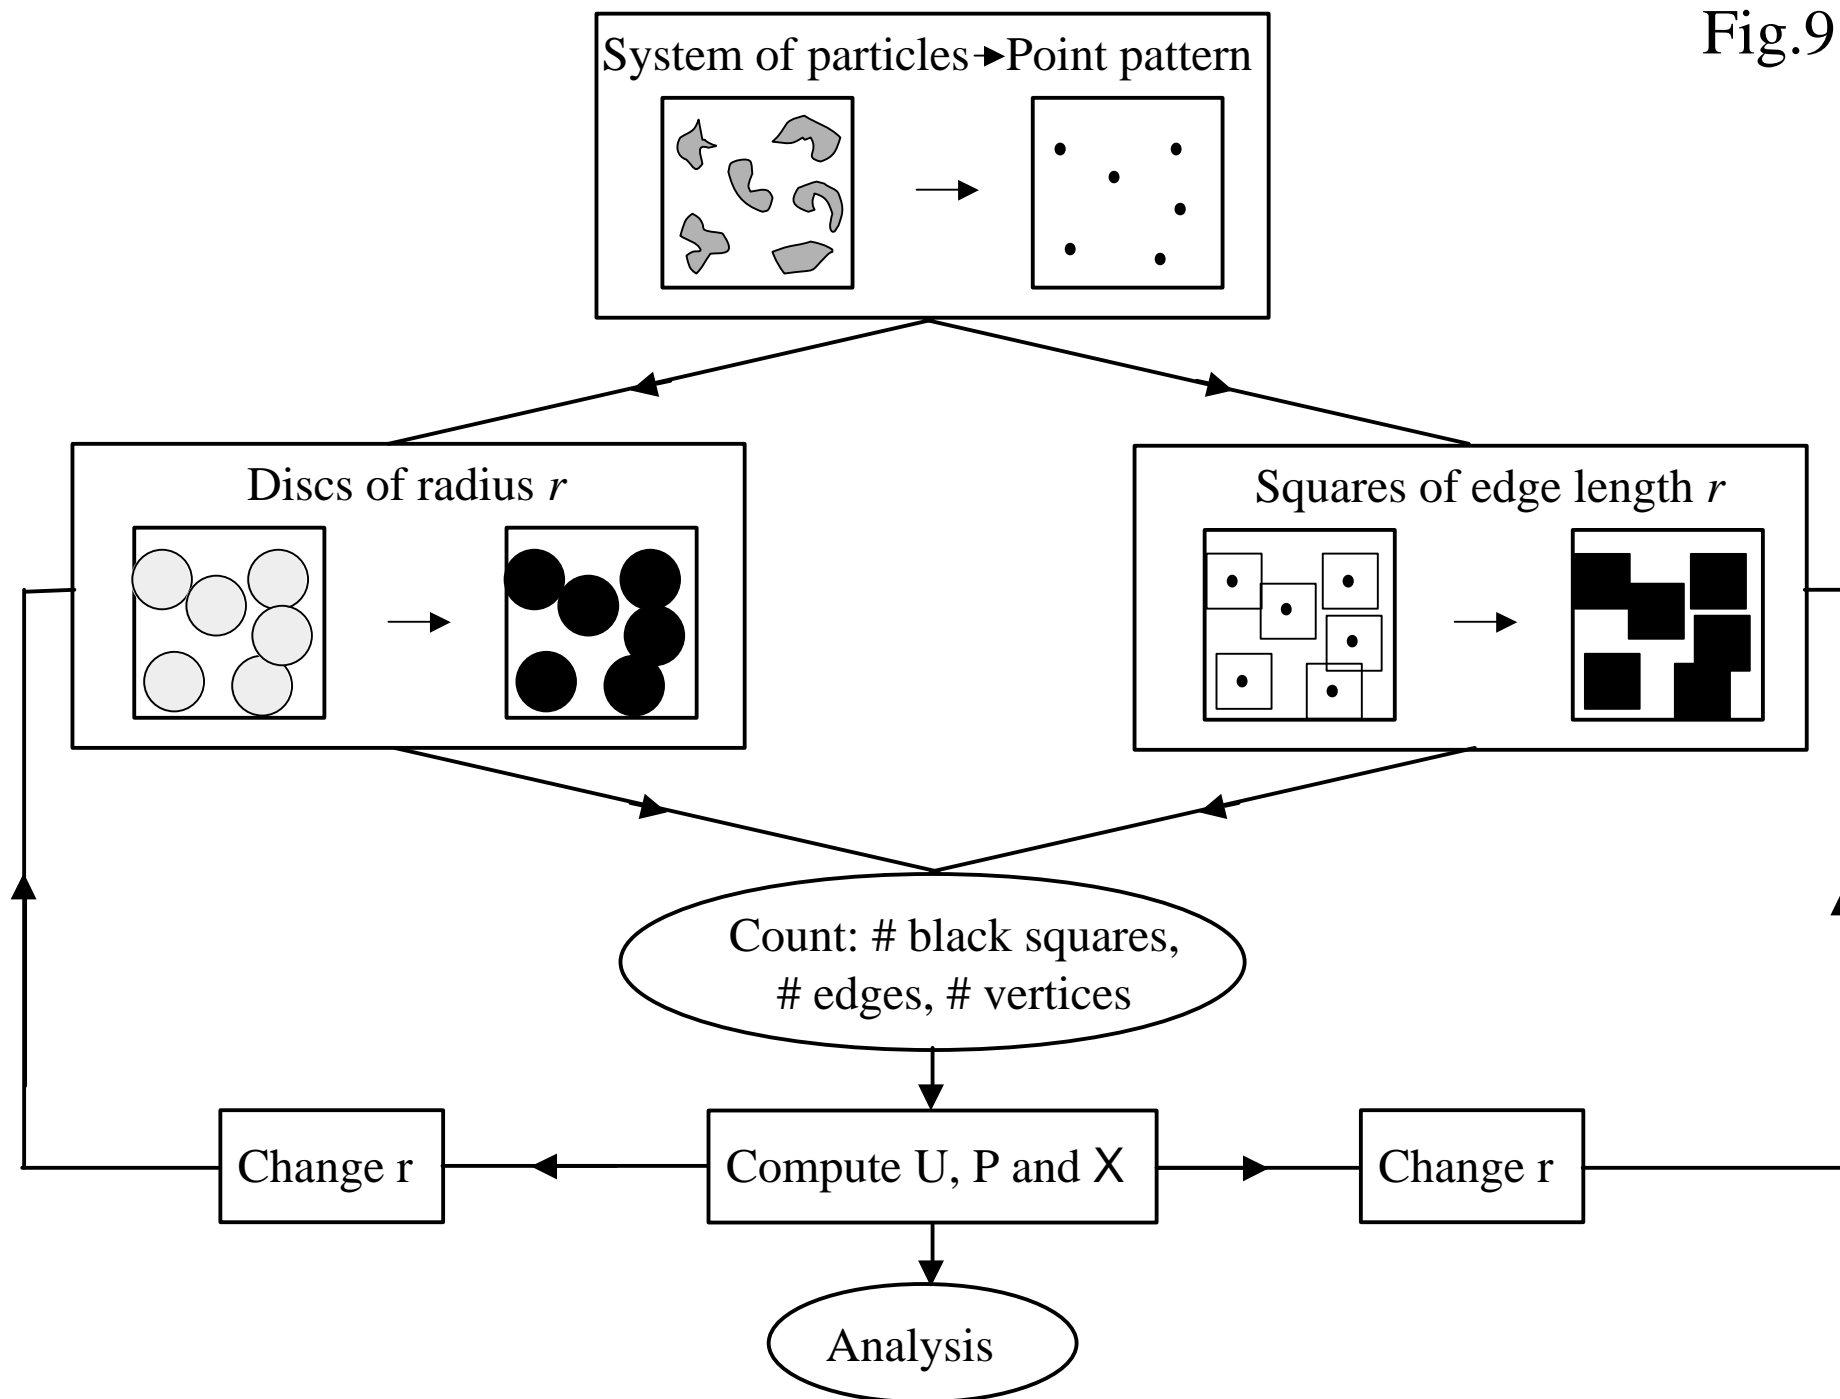 Fig.9
System of particles→Point pattern
Discs of radius r
Squares of edge length r
Count: # black squares,
# edges, # vertices
Change r
Compute U, P and X
Change r
Analysis